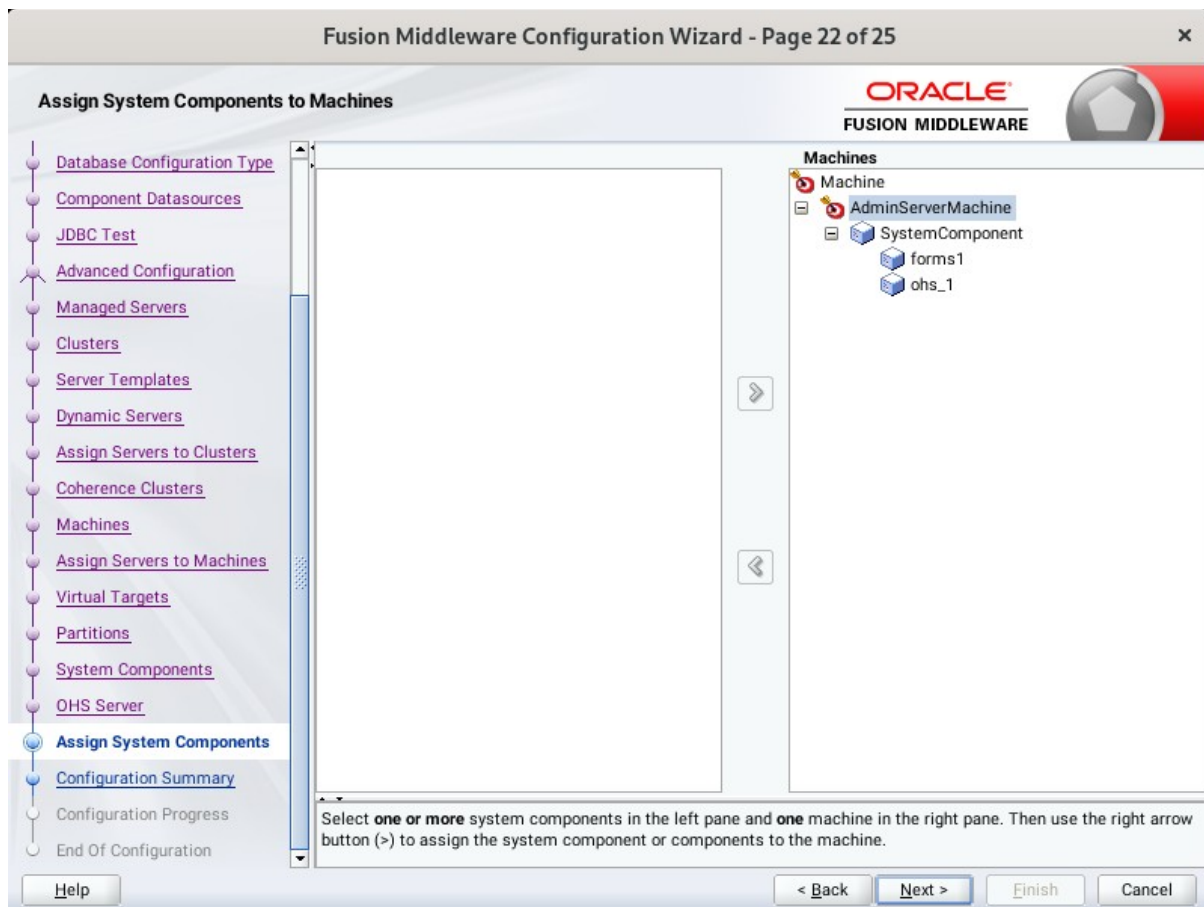 Fusion Middleware Configuration Wizard - Page 22 of 25
Assign System Components to Machines
ORACLE
FUSION MIDDLEWARE
Database Configuration Type
Component Datasources
JDBC Test
Advanced Configuration
Managed Servers
Clusters
Server Templates
Dynamic Servers
Assign Servers to Clusters
Coherence Clusters
Machines
Assign Servers to Machines
Virtual Targets
Partitions
System Components
OHS Server
Assign System Components
Configuration Summary
Configuration Progress
End Of Configuration
Machines
Machine
AdminServerMachine
SystemComponent
forms1
ohs_1
Select one or more system components in the left pane and one machine in the right pane. Then use the right arrow
button (>) to assign the system component or components to the machine.
Help
< Back
Next >
Finish
Cancel